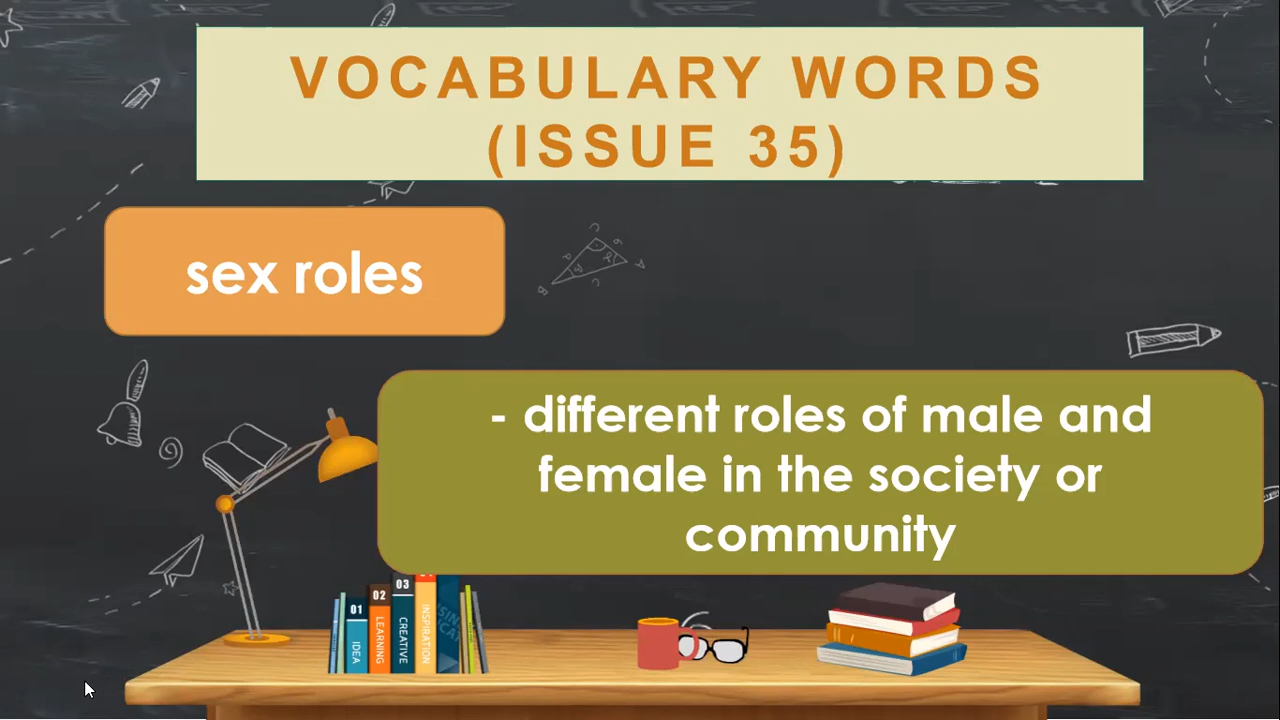 VOCABULARY WORDS
(ISSUE 35)
sex roles
- different roles of male and
female in the society or
community
01
IDEA
02
LEARNING
03
CREATIVE
INSPIRATION